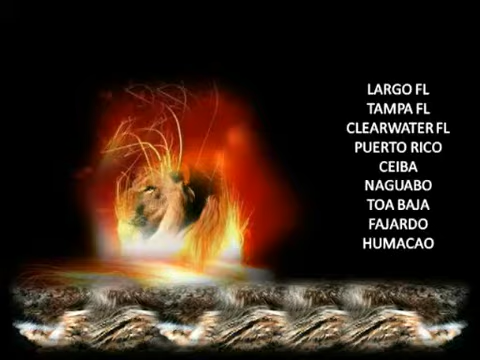 LARGO FL
TAMPA FL
CLEARWATER FL
PUERTO RICO
CEIBA
NAGUABO
TOA BAJA
FAJARDO
HUMACAO